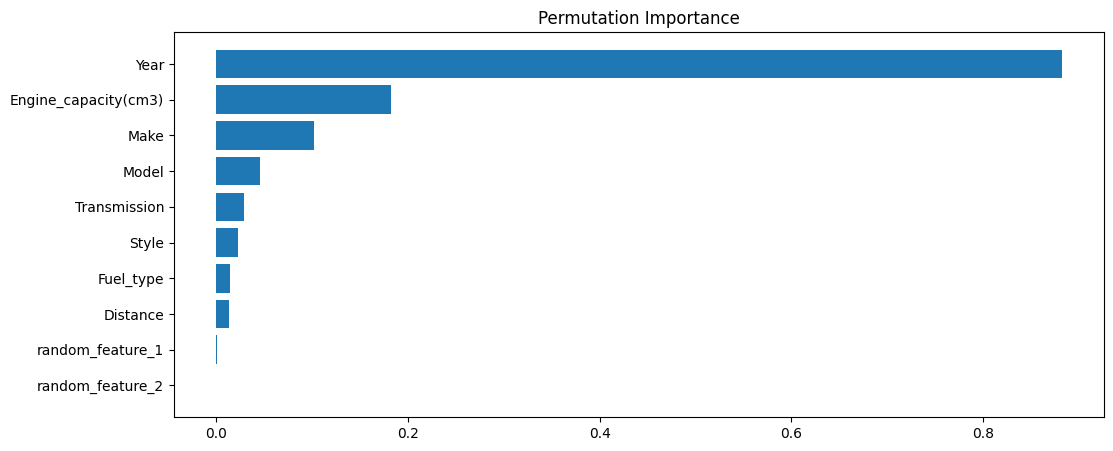 Permutation Importance
Year
Engine_capacity(cm3)
Make
Model
Transmission
Style
Fuel_type
Distance
random_feature_1
random_feature_2
0.0 0.2 0.4 0.6 0.8